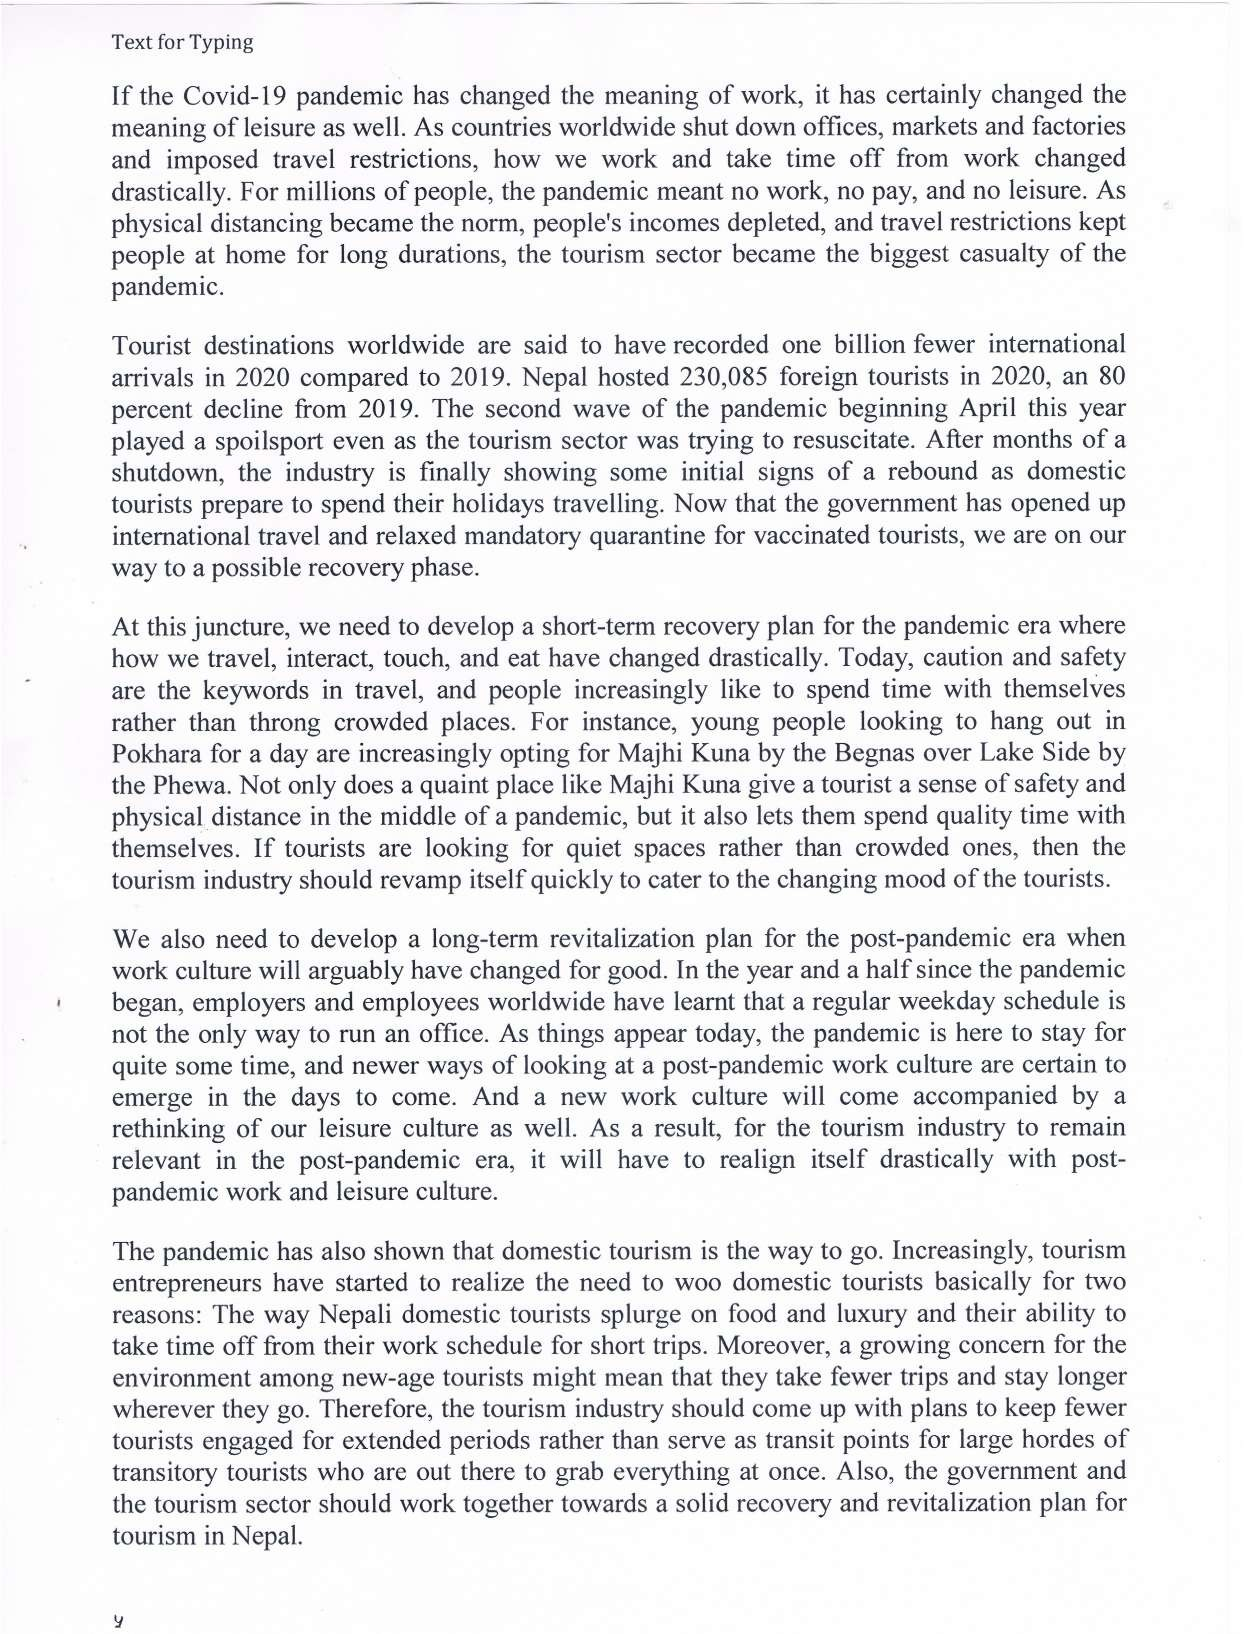 Text for Typing
If the Covid-19 pandemic has changed the meaning of work, it has certainly changed the
meaning of leisure as well. As countries worldwide shut down offices, markets and factories
and imposed travel restrictions, how we work and take time off from work changed
drastically. For millions of people, the pandemic meant no work, no pay, and no leisure. As
physical distancing became the norm, people's incomes depleted, and travel restrictions kept
people at home for long durations, the tourism sector became the biggest casualty of the
pandemic.
Tourist destinations worldwide are said to have recorded one billion fewer international
arrivals in 2020 compared to 2019. Nepal hosted 230,085 foreign tourists in 2020, an 80
percent decline from 2019. The second wave of the pandemic beginning April this year
played a spoilsport even as the tourism sector was trying to resuscitate. After months of a
shutdown, the industry is finally showing some initial signs of a rebound as domestic
tourists prepare to spend their holidays travelling. Now that the government has opened up
international travel and relaxed mandatory quarantine for vaccinated tourists, we are on our
way to a possible recovery phase.
At this juncture, we need to develop a short-term recovery plan for the pandemic era where
how we travel, interact, touch, and eat have changed drastically. Today, caution and safety
are the keywords in travel, and people increasingly like to spend time with themselves
rather than throng crowded places. For instance, young people looking to hang out in
Pokhara for a day are increasingly opting for Majhi Kuna by the Begnas over Lake Side by
the Phewa. Not only does a quaint place like Majhi Kuna give a tourist a sense of safety and
physical distance in the middle of a pandemic, but it also lets them spend quality time with
themselves. If tourists are looking for quiet spaces rather than crowded ones, then the
tourism industry should revamp itself quickly to cater to the changing mood of the tourists.
We also need to develop a long-term revitalization plan for the post-pandemic era when
work culture will arguably have changed for good. In the year and a half since the pandemic
began, employers and employees worldwide have learnt that a regular weekday schedule is
not the only way to run an office. As things appear today, the pandemic is here to stay for
quite some time, and newer ways of looking at a post-pandemic work culture are certain to
emerge in the days to come. And a new work culture will come accompanied by a
rethinking of our leisure culture as well. As a result, for the tourism industry to remain
relevant in the post-pandemic era, it will have to realign itself drastically with post-
pandemic work and leisure culture.
The pandemic has also shown that domestic tourism is the way to go. Increasingly, tourism
entrepreneurs have started to realize the need to woo domestic tourists basically for two
reasons: The way Nepali domestic tourists splurge on food and luxury and their ability to
take time off from their work schedule for short trips. Moreover, a growing concern for the
environment among new-age tourists might mean that they take fewer trips and stay longer
wherever they go. Therefore, the tourism industry should come up with plans to keep fewer
tourists engaged for extended periods rather than serve as transit points for large hordes of
transitory tourists who are out there to grab everything at once. Also, the government and
the tourism sector should work together towards a solid recovery and revitalization plan for
tourism in Nepal.